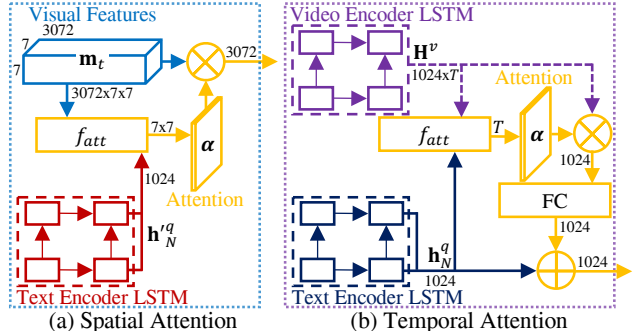 Visual Features
3072
7
7
𝐦_t
3072
3072x7x7
f_att
7x7
α
Attention
1024
𝐡′^q_N
Text Encoder LSTM
(a) Spatial Attention
Video Encoder LSTM
𝐇^v
1024xT
Attention
f_att
T
α
1024
FC
1024
𝐡^q_N
1024
1024
Text Encoder LSTM
(b) Temporal Attention